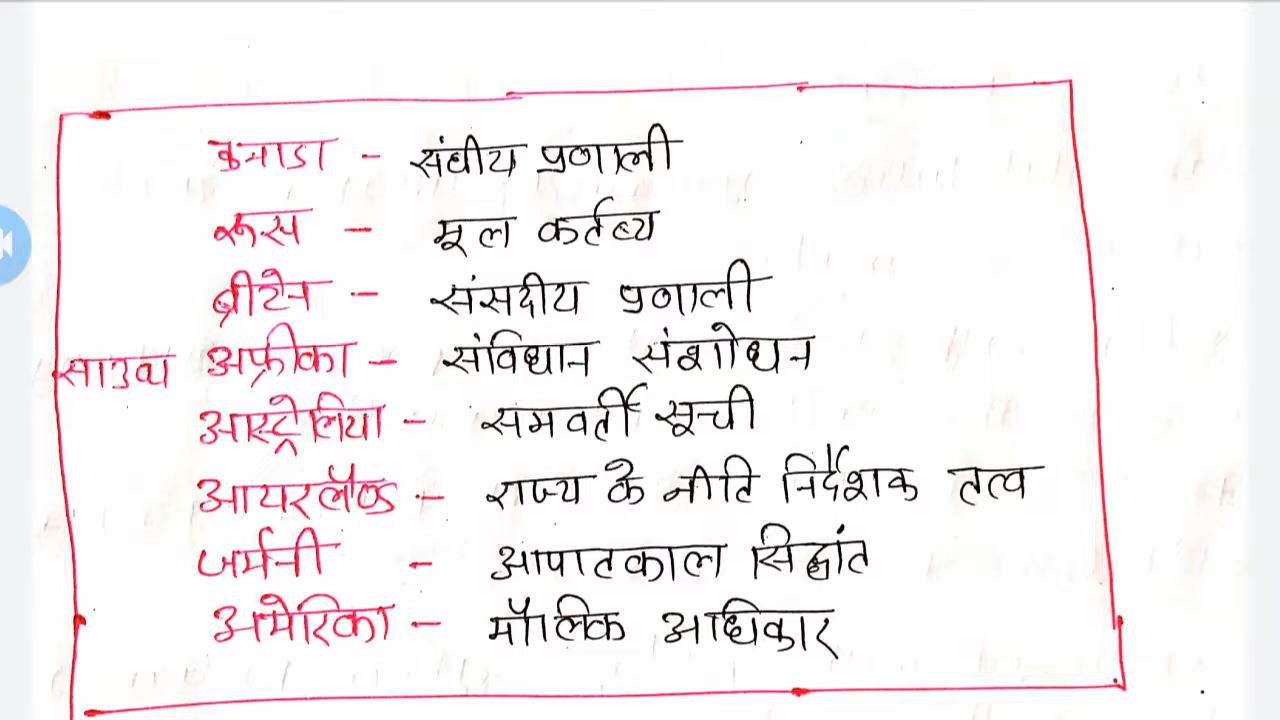 कनाडा - संघीय प्रणाली
रूस - मूल कर्तव्य
ब्रीटेन - संसदीय प्रणाली
साउथ अफ्रीका - संविधान संशोधन
आस्ट्रेलिया - समवर्ती सूची
आयरलैंड - राज्य के नीति निर्देशक तत्व
जर्मनी - आपातकाल सिद्धांत
अमेरिका - मौलिक अधिकार